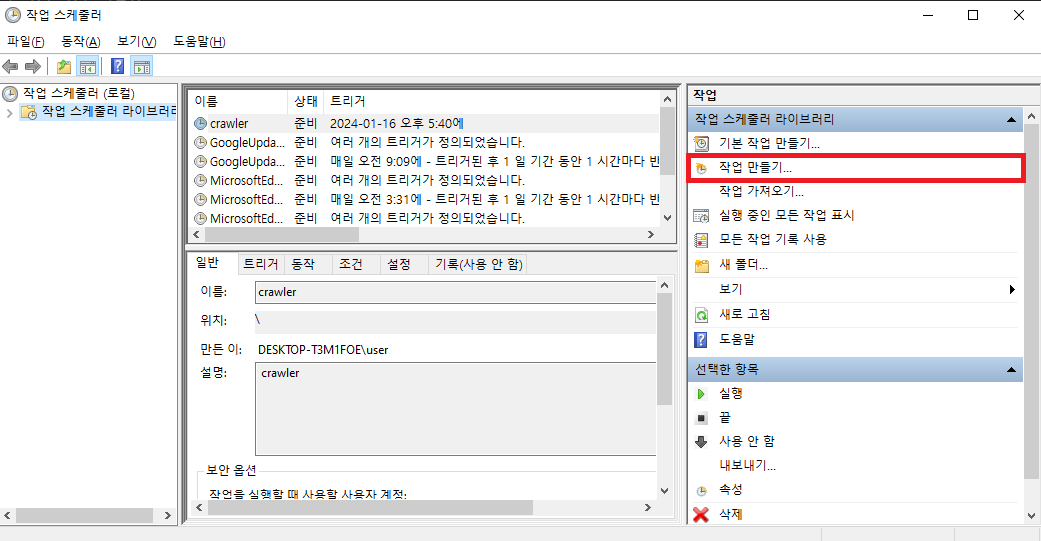 작업 스케줄러
파일(F) 동작(A) 보기(V) 도움말(H)
작업 스케줄러 (로컬)
작업 스케줄러 라이브러리
이름 상태 트리거
crawler 준비 2024-01-16 오후 5:40에
GoogleUpda... 준비 여러 개의 트리거가 정의되었습니다.
GoogleUpda... 준비 매일 오전 9:09에 - 트리거된 후 1 일 기간 동안 1 시간마다 반
MicrosoftEd... 준비 여러 개의 트리거가 정의되었습니다.
MicrosoftEd... 준비 매일 오전 3:31에 - 트리거된 후 1 일 기간 동안 1 시간마다 반
MicrosoftEd... 준비 여러 개의 트리거가 정의되었습니다.
일반 트리거 동작 조건 설정 기록(사용 안 함)
이름: crawler
위치: \
만든 이: DESKTOP-T3M1FOE\user
설명: crawler
보안 옵션
작업을 실행할 때 사용할 사용자 계정:
작업
작업 스케줄러 라이브러리
기본 작업 만들기...
작업 만들기...
작업 가져오기...
실행 중인 모든 작업 표시
모든 작업 기록 사용
새 폴더...
보기
새로 고침
도움말
선택한 항목
실행
끝
사용 안 함
내보내기...
속성
삭제